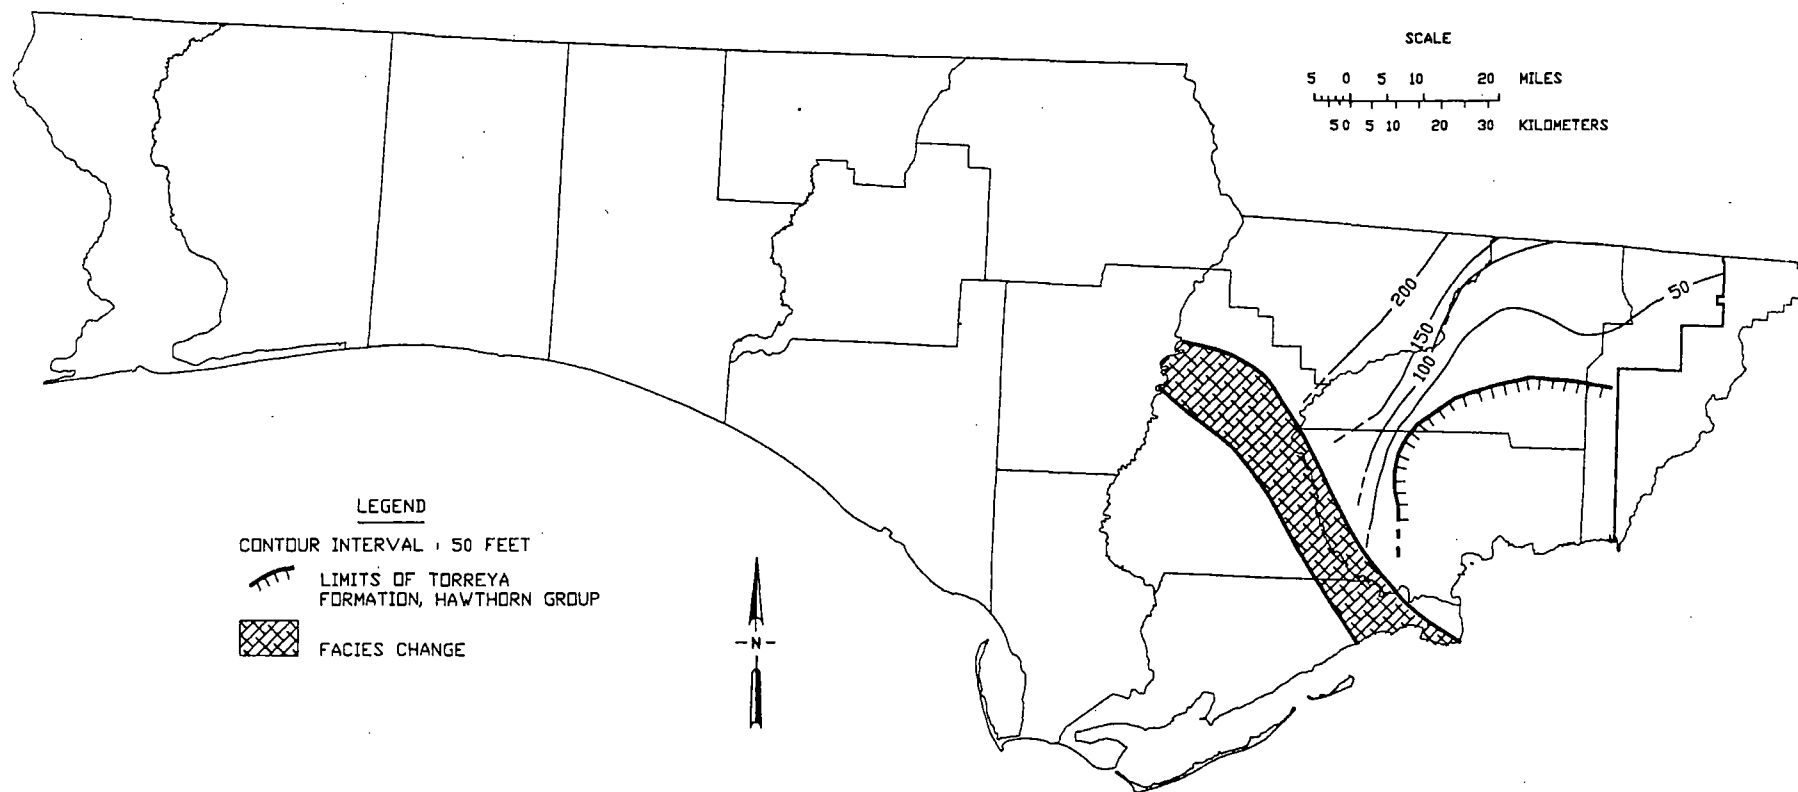 SCALE
5 0 5 10 20 MILES
5 0 5 10 20 30 KILOMETERS
200
150
100
50
LEGEND
CONTOUR INTERVAL : 50 FEET
LIMITS OF TORREYA
FORMATION, HAWTHORN GROUP
FACIES CHANGE
N